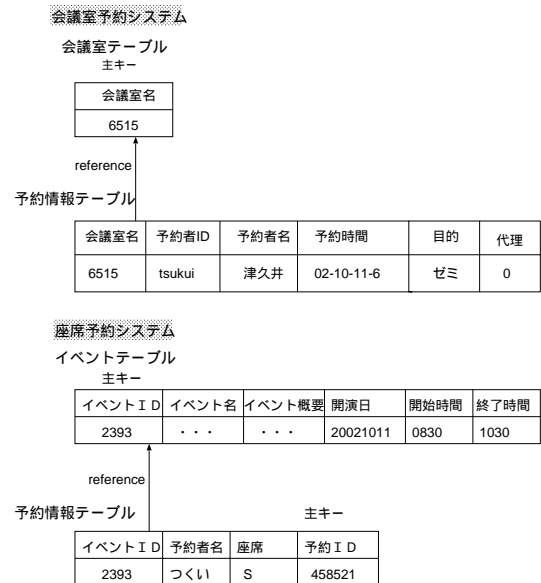 会議室予約システム
会議室テーブル
主キー
会議室名
6515
reference
予約情報テーブル
会議室名 予約者ID 予約者名 予約時間 目的 代理
6515 tsukui 津久井 02-10-11-6 ゼミ 0
座席予約システム
イベントテーブル
主キー
イベントＩＤ イベント名 イベント概要 開演日 開始時間 終了時間
2393 ・・・ ・・・ 20021011 0830 1030
reference
予約情報テーブル 主キー
イベントＩＤ 予約者名 座席 予約ＩＤ
2393 つくい S 458521